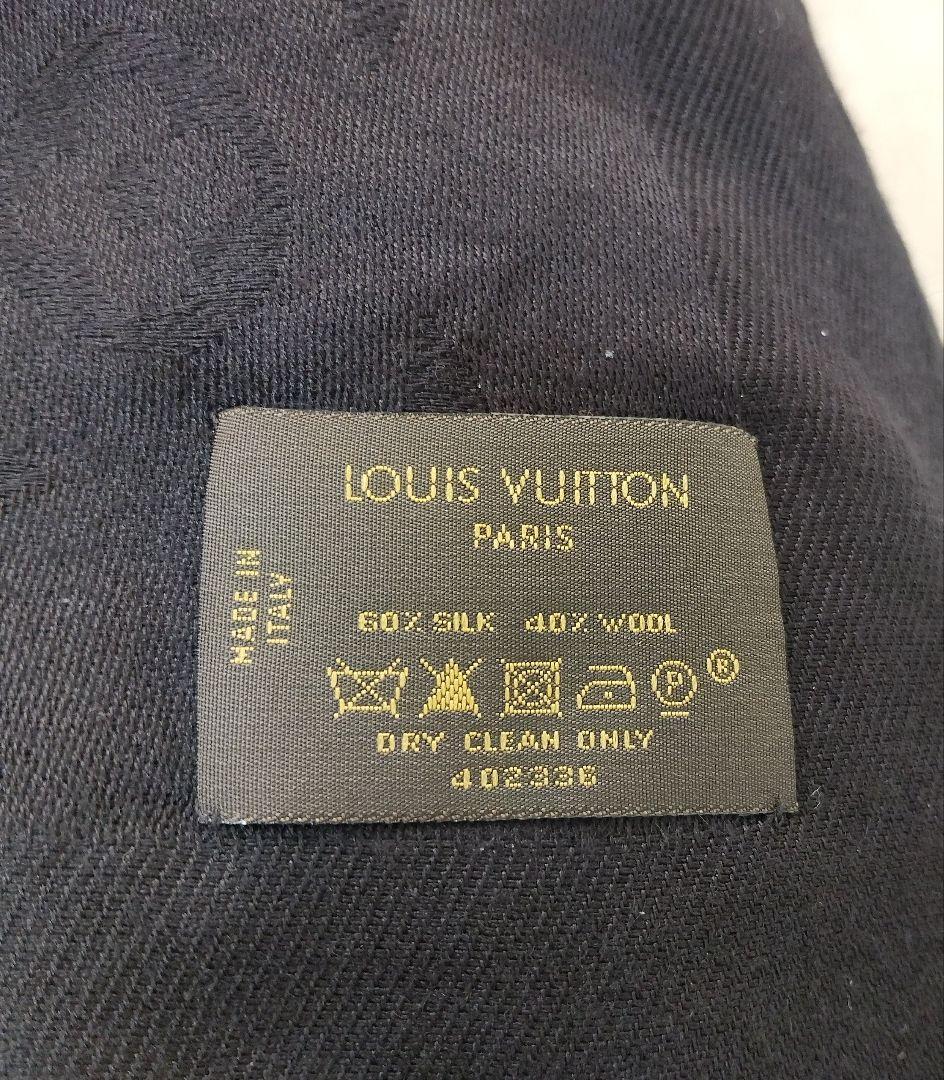 LOUIS VUITTON
PARIS
MADE IN
ITALY
60% SILK 40% WOOL
P ®
DRY CLEAN ONLY
402336